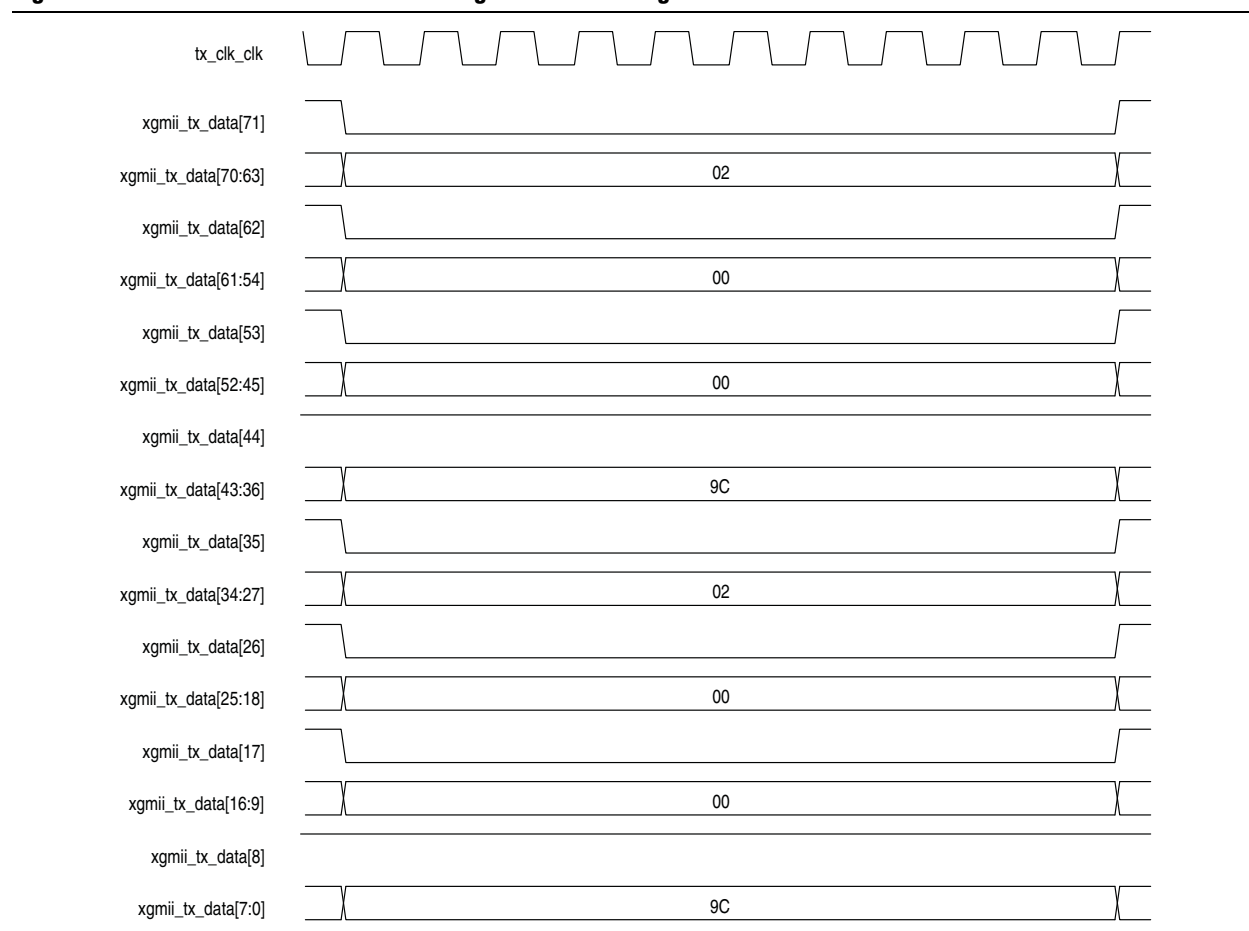 tx_clk_clk
xgmii_tx_data[71]
xgmii_tx_data[70:63] 02
xgmii_tx_data[62]
xgmii_tx_data[61:54] 00
xgmii_tx_data[53]
xgmii_tx_data[52:45] 00
xgmii_tx_data[44]
xgmii_tx_data[43:36] 9C
xgmii_tx_data[35]
xgmii_tx_data[34:27] 02
xgmii_tx_data[26]
xgmii_tx_data[25:18] 00
xgmii_tx_data[17]
xgmii_tx_data[16:9] 00
xgmii_tx_data[8]
xgmii_tx_data[7:0] 9C